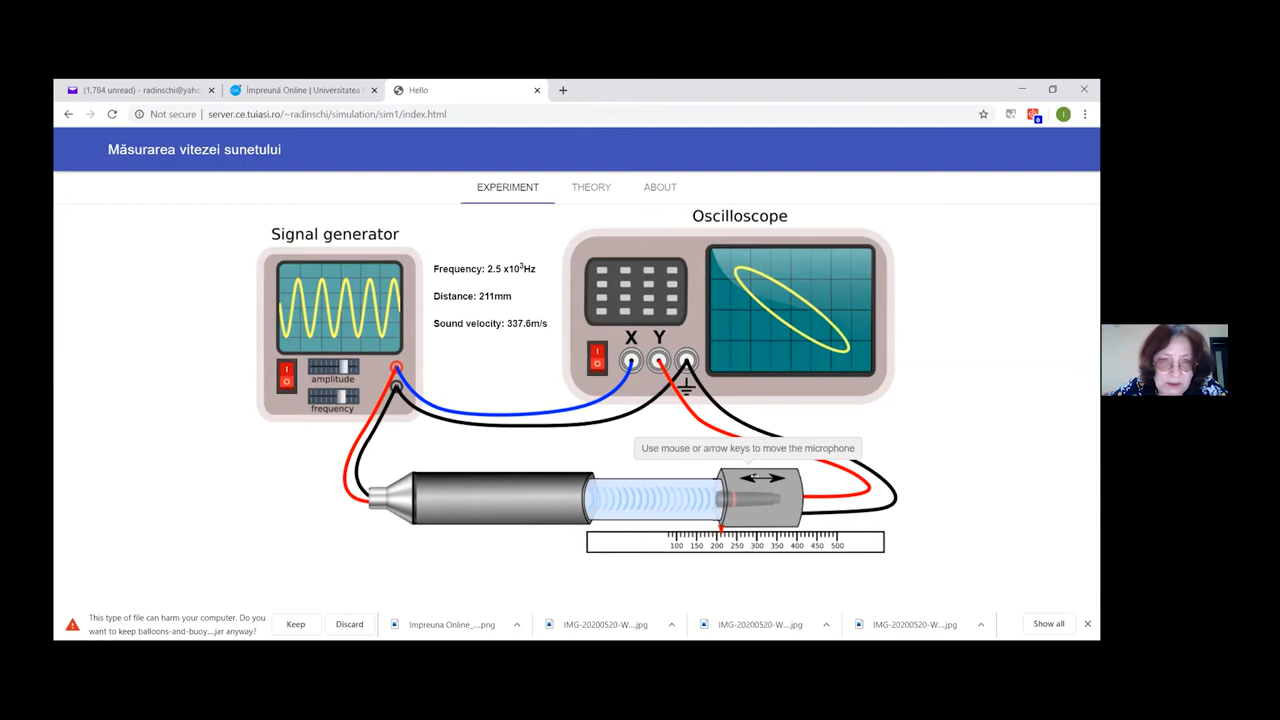 (1,784 unread) - radinschi@yaho
Împreună Online | Universitatea
Hello
Not secure | server.ce.tuiasi.ro/~radinschi/simulation/sim1/index.html
Măsurarea vitezei sunetului
EXPERIMENT THEORY ABOUT
Signal generator
Oscilloscope
Frequency: 2.5 x10³Hz
Distance: 211mm
Sound velocity: 337.6m/s
X Y
I
O
amplitude
frequency
I
O
Use mouse or arrow keys to move the microphone
100 150 200 250 300 350 400 450 500
This type of file can harm your computer. Do you
want to keep balloons-and-buoy....jar anyway?
Keep
Discard
Impreuna Online_....png
IMG-20200520-W....jpg
IMG-20200520-W....jpg
IMG-20200520-W....jpg
Show all